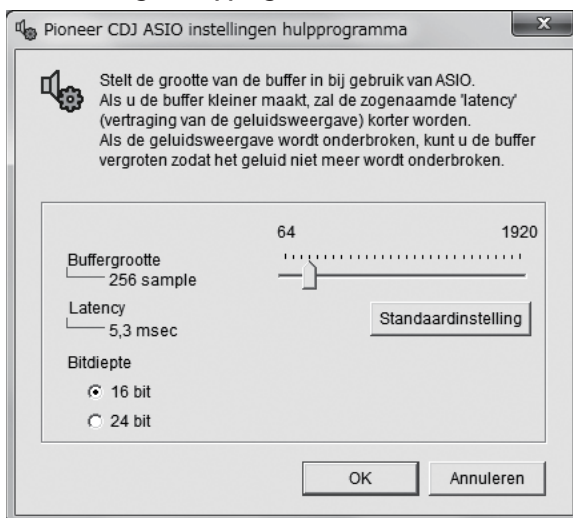 Pioneer CDJ ASIO instellingen hulpprogramma
Stelt de grootte van de buffer in bij gebruik van ASIO.
Als u de buffer kleiner maakt, zal de zogenaamde 'latency'
(vertraging van de geluidsweergave) korter worden.
Als de geluidsweergave wordt onderbroken, kunt u de buffer
vergroten zodat het geluid niet meer wordt onderbroken.
64 1920
Buffergrootte
256 sample
Latency
5,3 msec
Standaardinstelling
Bitdiepte
16 bit
24 bit
OK Annuleren